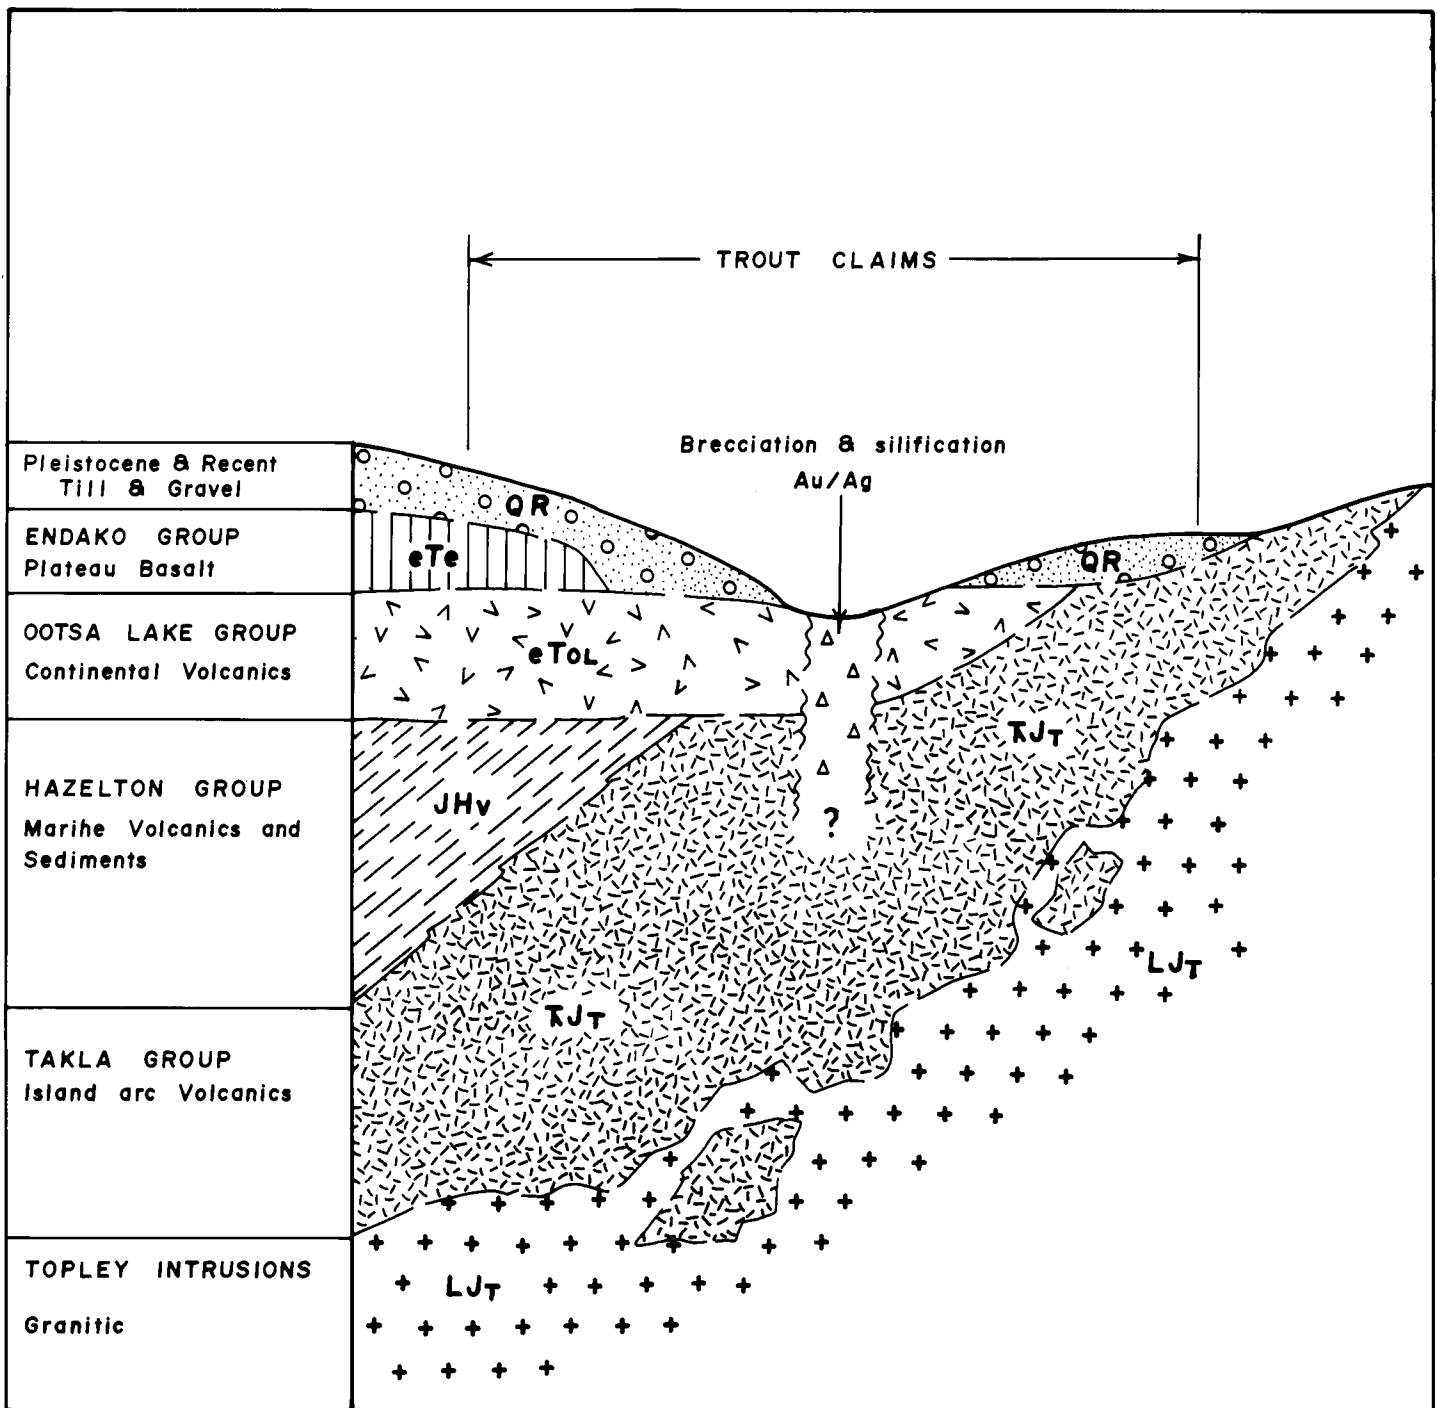 TROUT CLAIMS
Brecciation & silification
Au/Ag
Pleistocene & Recent
Till & Gravel
QR
ENDAKO GROUP
Plateau Basalt
eTe
QR
OOTSA LAKE GROUP
Continental Volcanics
eTOL
HAZELTON GROUP
Marihe Volcanics and
Sediments
JHv
?
TKJT
LJT
TAKLA GROUP
Island arc Volcanics
TKJT
TOPLEY INTRUSIONS
Granitic
LJT